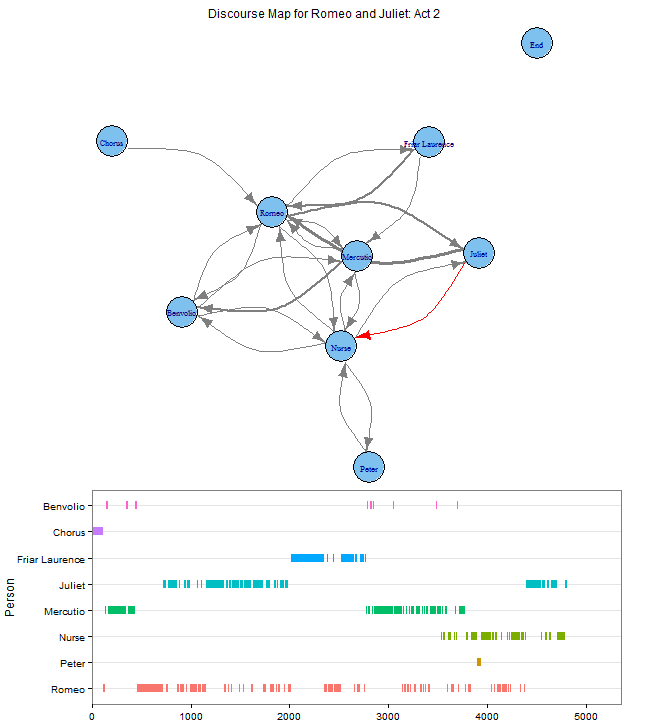 Discourse Map for Romeo and Juliet: Act 2
End
Chorus
Friar Laurence
Romeo
Mercutio
Juliet
Benvolio
Nurse
Peter
Person
Benvolio
Chorus
Friar Laurence
Juliet
Mercutio
Nurse
Peter
Romeo
0 1000 2000 3000 4000 5000